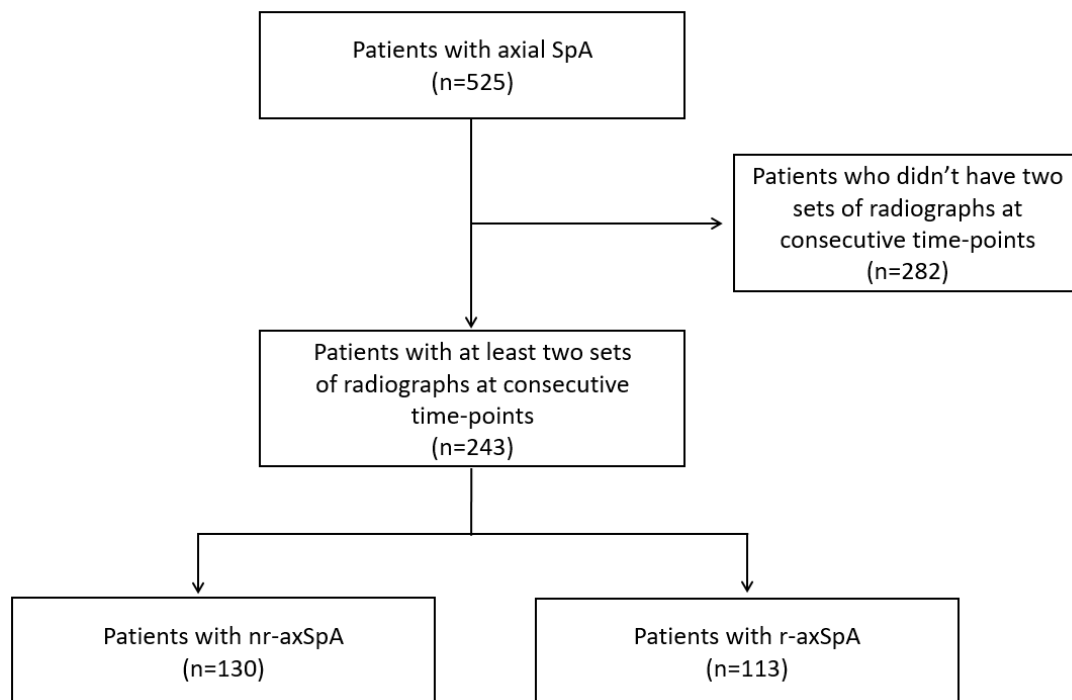 Patients with axial SpA
(n=525)
Patients who didn’t have two
sets of radiographs at
consecutive time-points
(n=282)
Patients with at least two sets
of radiographs at consecutive
time-points
(n=243)
Patients with nr-axSpA
(n=130)
Patients with r-axSpA
(n=113)